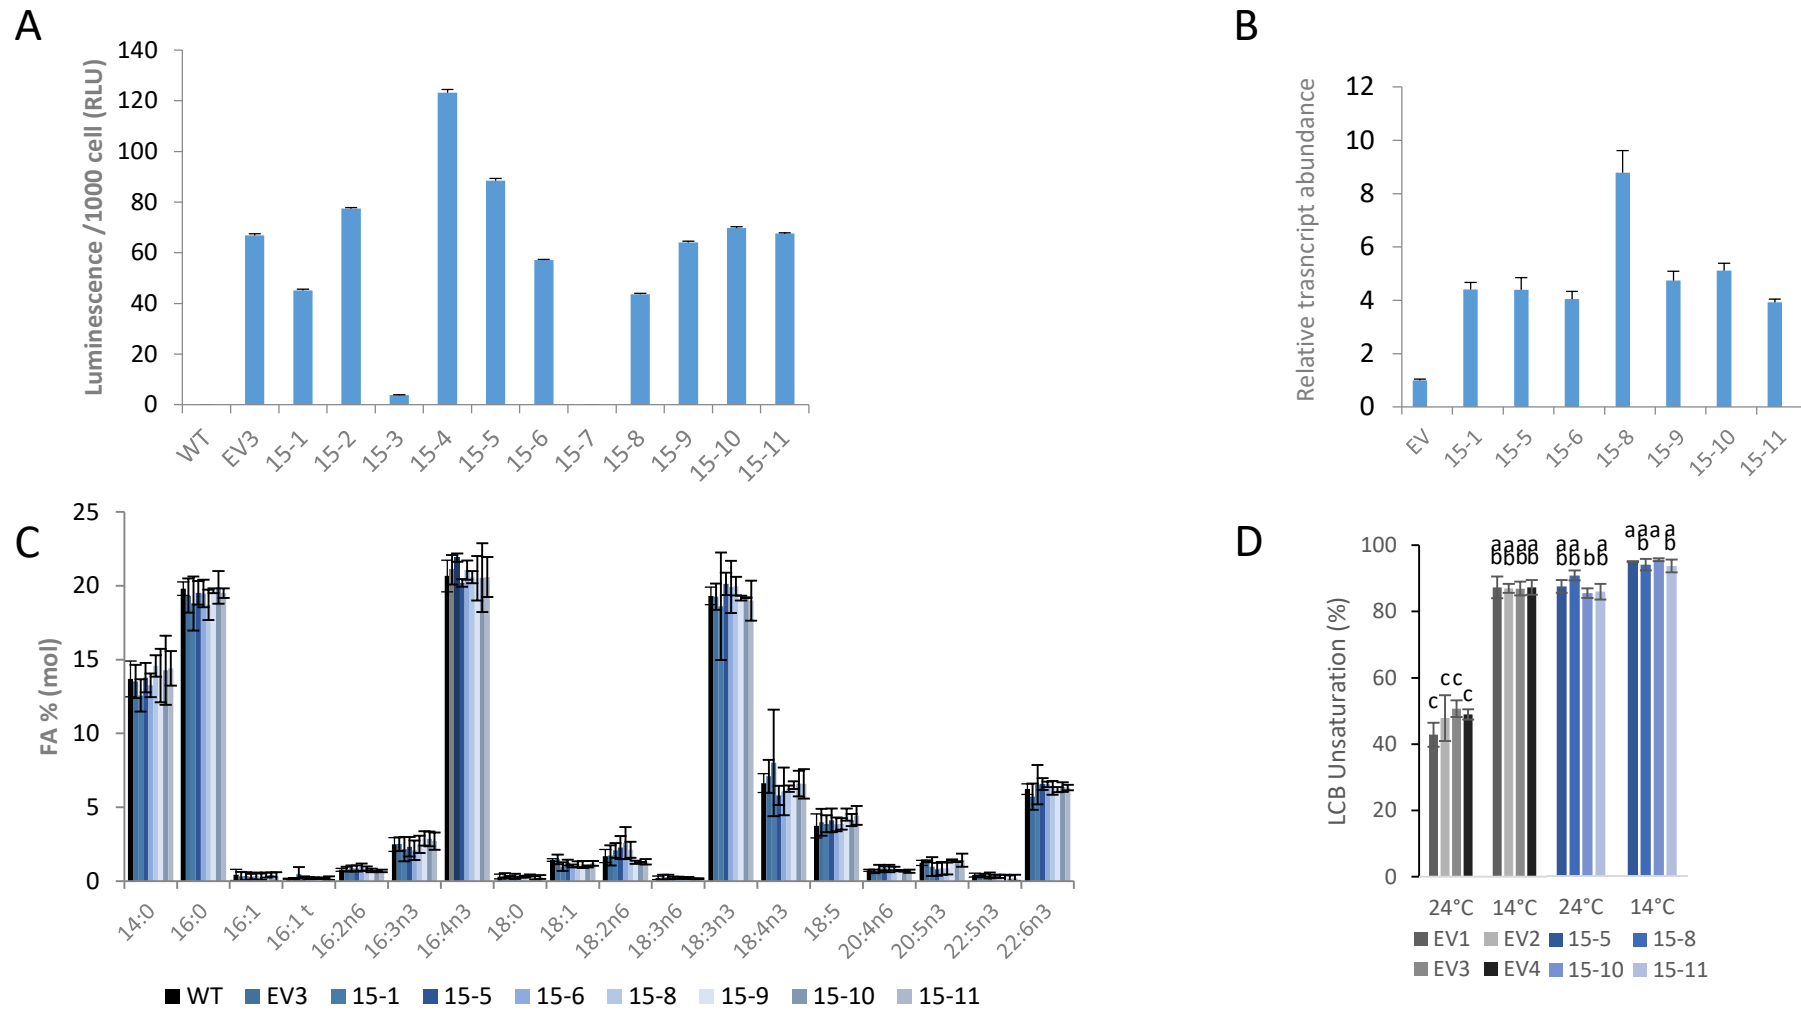 A
Luminescence /1000 cell (RLU)
140
120
100
80
60
40
20
0
WT EV3 15-1 15-2 15-3 15-4 15-5 15-6 15-7 15-8 15-9 15-10 15-11
B
Relative trasncript abundance
12
10
8
6
4
2
0
EV 15-1 15-5 15-6 15-8 15-9 15-10 15-11
C
FA % (mol)
25
20
15
10
5
0
14:0 16:0 16:1 16:1 t 16:2n6 16:3n3 16:4n3 18:0 18:1 18:2n6 18:3n6 18:3n3 18:4n3 18:5 20:4n6 20:5n3 22:5n3 22:6n3
WT EV3 15-1 15-5 15-6 15-8 15-9 15-10 15-11
D
LCB Unsaturation (%)
100
80
60
40
20
0
c c c c
a a a a
b b b b
a a a
b b b b
a a a a
b b
24°C 14°C 24°C 14°C
EV1 EV2 15-5 15-8
EV3 EV4 15-10 15-11